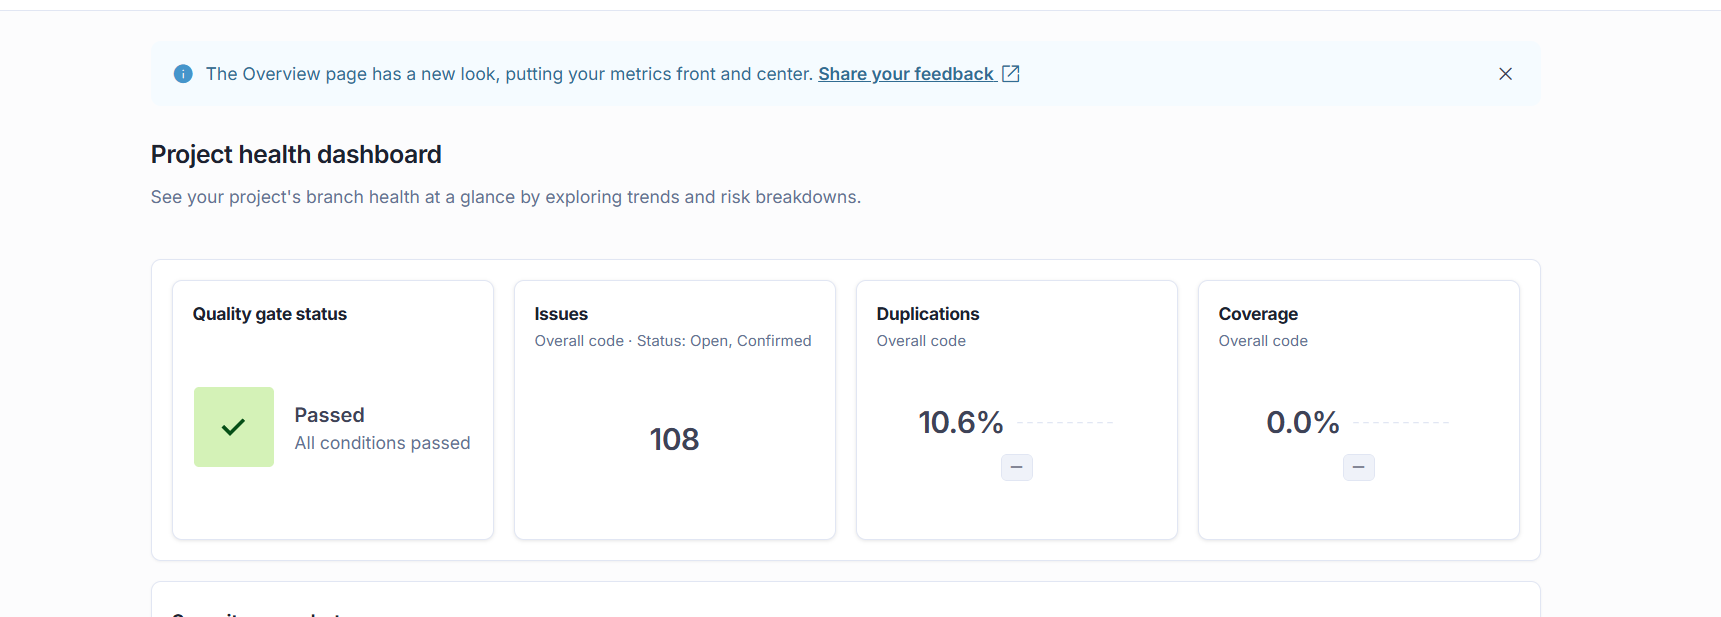 The Overview page has a new look, putting your metrics front and center. Share your feedback
Project health dashboard
See your project's branch health at a glance by exploring trends and risk breakdowns.
Quality gate status
Passed
All conditions passed
Issues
Overall code · Status: Open, Confirmed
108
Duplications
Overall code
10.6%
Coverage
Overall code
0.0%